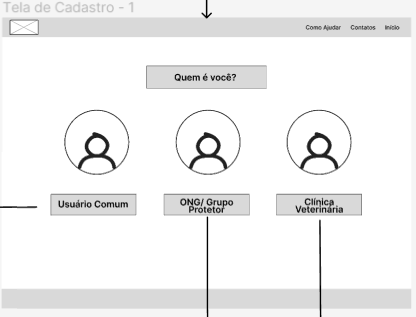 Tela de Cadastro - 1
Como Ajudar Contatos Início
Quem é você?
Usuário Comum
ONG/ Grupo
Protetor
Clínica
Veterinária